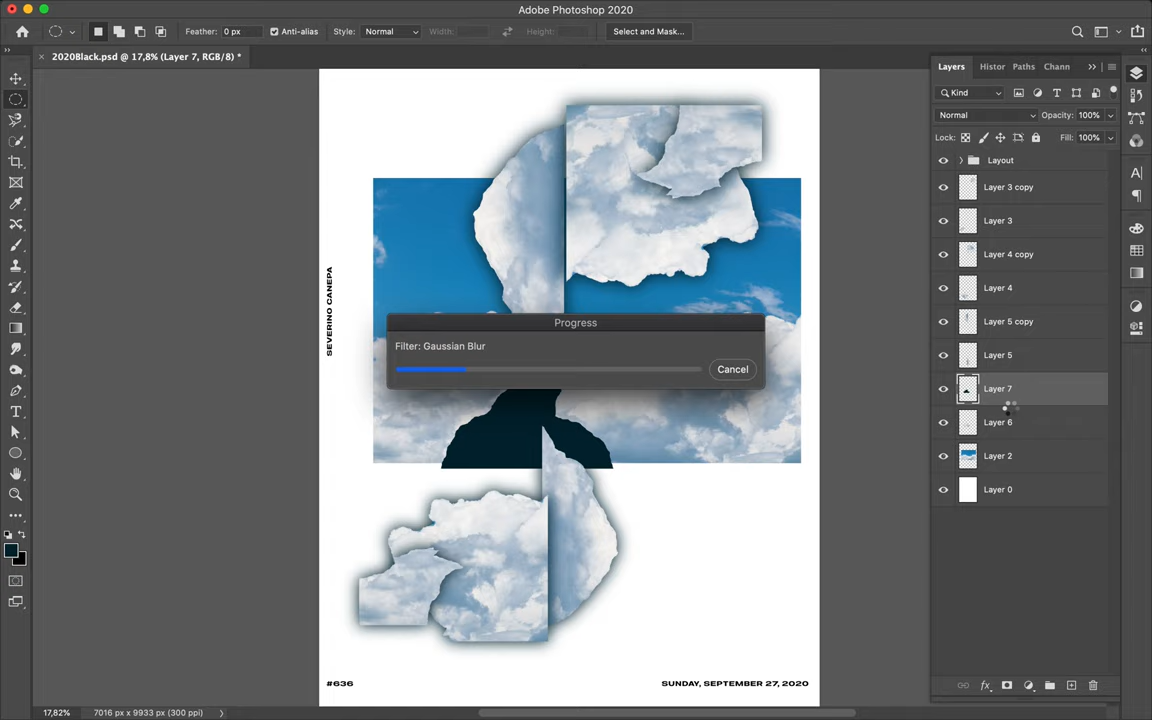 Adobe Photoshop 2020
Feather: 0 px
Anti-alias
Style: Normal
Width:
Height:
Select and Mask...
2020Black.psd @ 17,8% (Layer 7, RGB/8) *
Layers
Histor
Paths
Chann
Kind
Normal
Opacity: 100%
Lock:
Fill: 100%
Layout
Layer 3 copy
Layer 3
Layer 4 copy
Layer 4
Layer 5 copy
Layer 5
Layer 7
Layer 6
Layer 2
Layer 0
SEVERINO CANEPA
Progress
Filter: Gaussian Blur
Cancel
#636
SUNDAY, SEPTEMBER 27, 2020
fx
17,82%
7016 px x 9933 px (300 ppi)